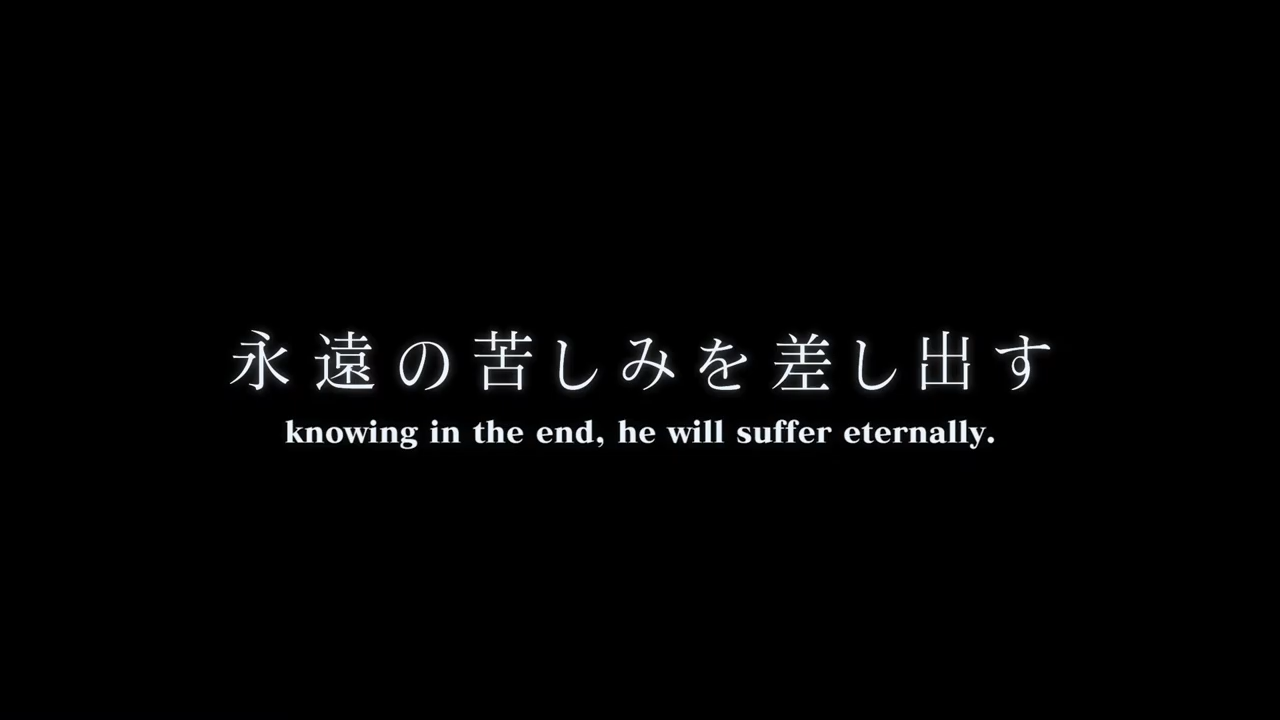 永遠の苦しみを差し出す
knowing in the end, he will suffer eternally.